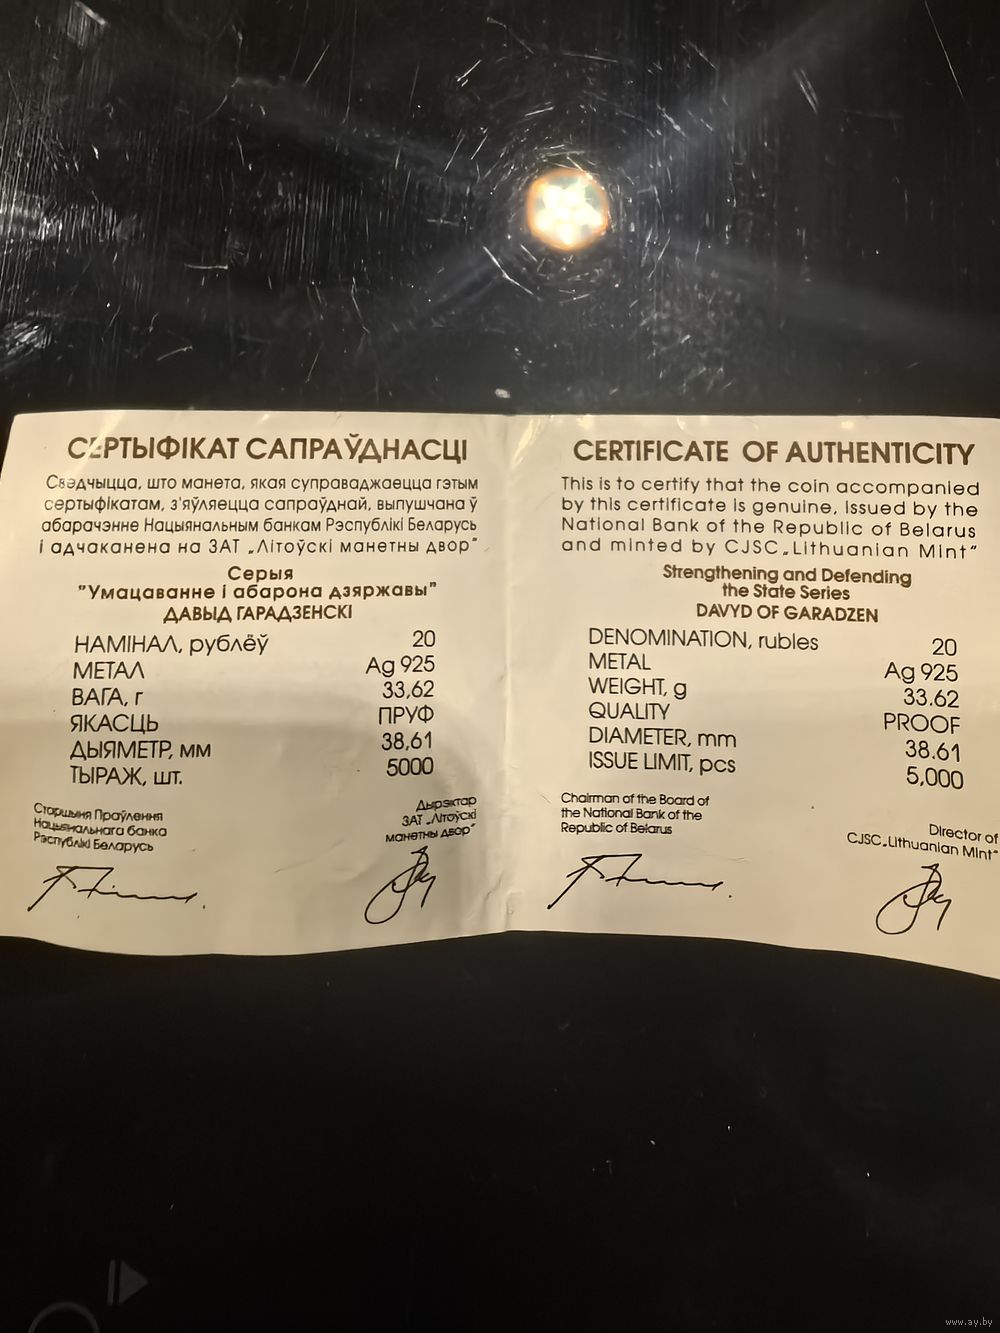 СЕРТЫФІКАТ САПРАЎДНАСЦІ
Сведчыцца, што манета, якая суправаджаецца гэтым
сертыфікатам, з'яўляецца сапраўднай, выпушчана ў
абарачэнне Нацыянальным банкам Рэспублікі Беларусь
і адчаканена на ЗАТ „Літоўскі манетны двор"
Серыя
"Умацаванне і абарона дзяржавы"
ДАВЫД ГАРАДЗЕНСКІ
НАМІНАЛ, рублёў 20
МЕТАЛ Ag 925
ВАГА, г 33,62
ЯКАСЦЬ ПРУФ
ДЫЯМЕТР, мм 38,61
ТЫРАЖ, шт. 5000
Старшыня Праўлення
Нацыянальнага банка
Рэспублікі Беларусь
Дырэктар
ЗАТ „Літоўскі
манетны двор"
CERTIFICATE OF AUTHENTICITY
This is to certify that the coin accompanied
by this certificate is genuine, issued by the
National Bank of the Republic of Belarus
and minted by CJSC„Lithuanian Mint"
Strengthening and Defending
the State Series
DAVYD OF GARADZEN
DENOMINATION, rubles 20
METAL Ag 925
WEIGHT, g 33.62
QUALITY PROOF
DIAMETER, mm 38.61
ISSUE LIMIT, pcs 5,000
Chairman of the Board of
the National Bank of the
Republic of Belarus
Director of
CJSC„Lithuanian Mint"
www.ay.by